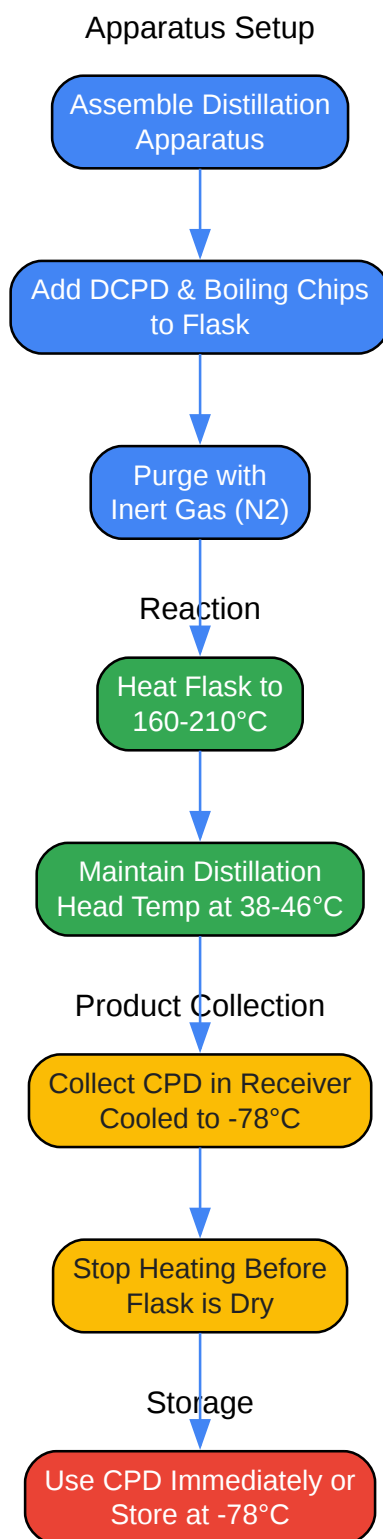 Apparatus Setup
Assemble Distillation
Apparatus
Add DCPD & Boiling Chips
to Flask
Purge with
Inert Gas (N2)
Reaction
Heat Flask to
160-210°C
Maintain Distillation
Head Temp at 38-46°C
Product Collection
Collect CPD in Receiver
Cooled to -78°C
Stop Heating Before
Flask is Dry
Storage
Use CPD Immediately or
Store at -78°C